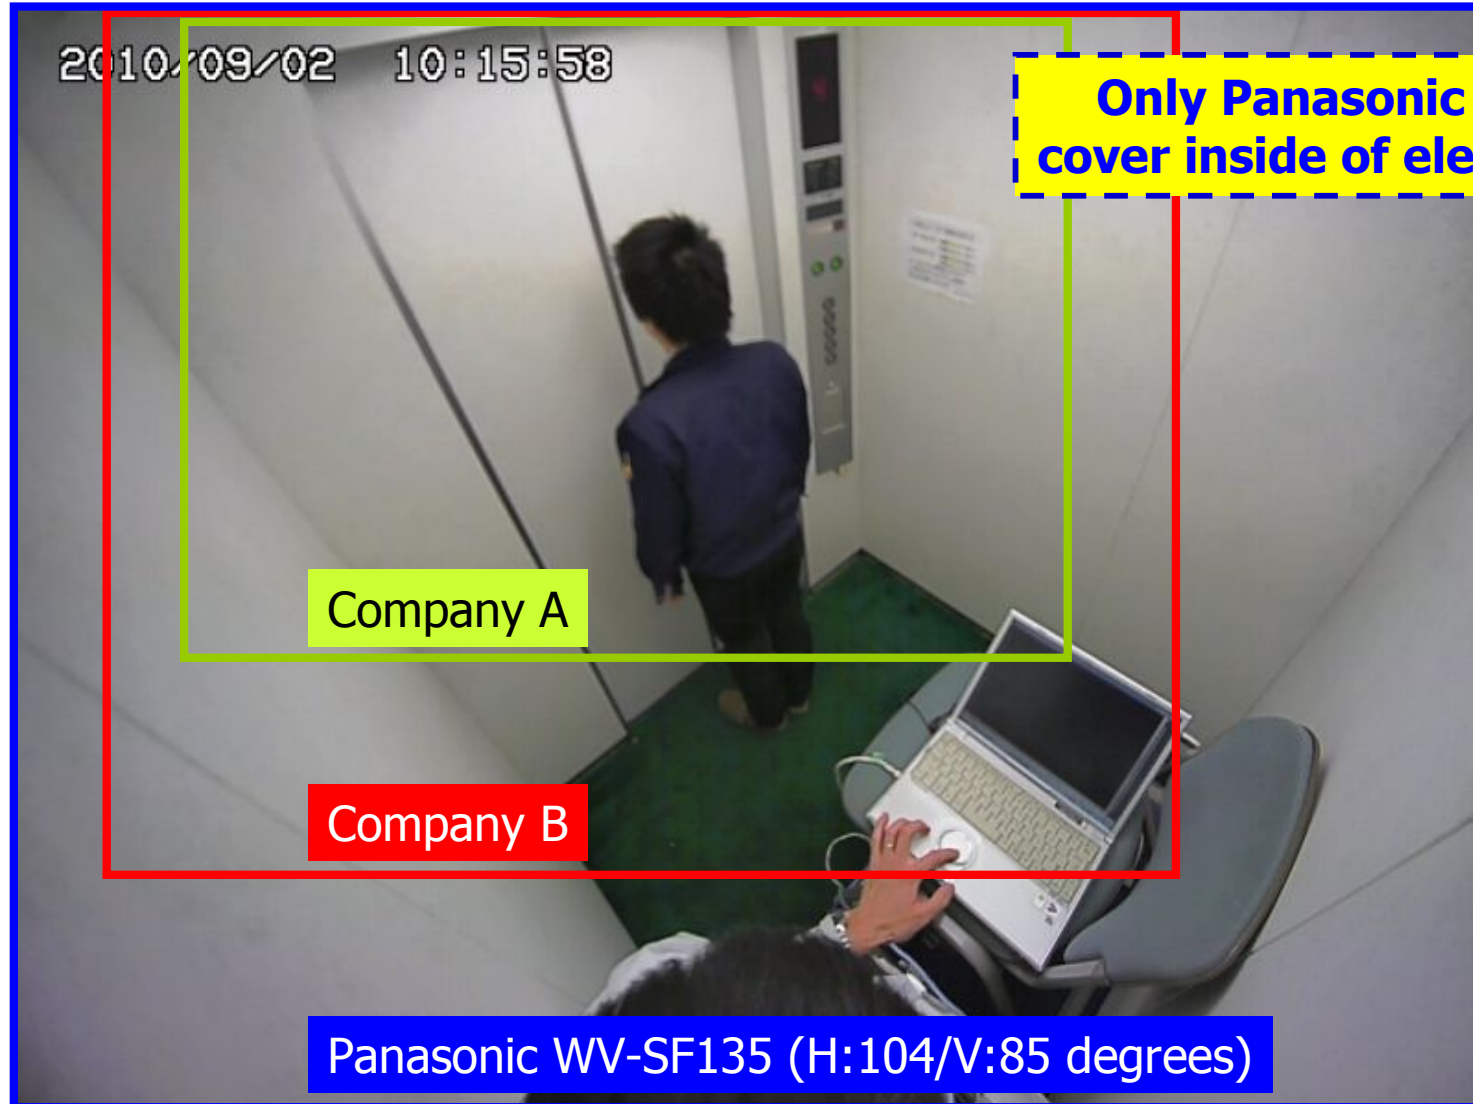 2010/09/02 10:15:58
Only Panasonic
cover inside of ele
Company A
Company B
Panasonic WV-SF135 (H:104/V:85 degrees)